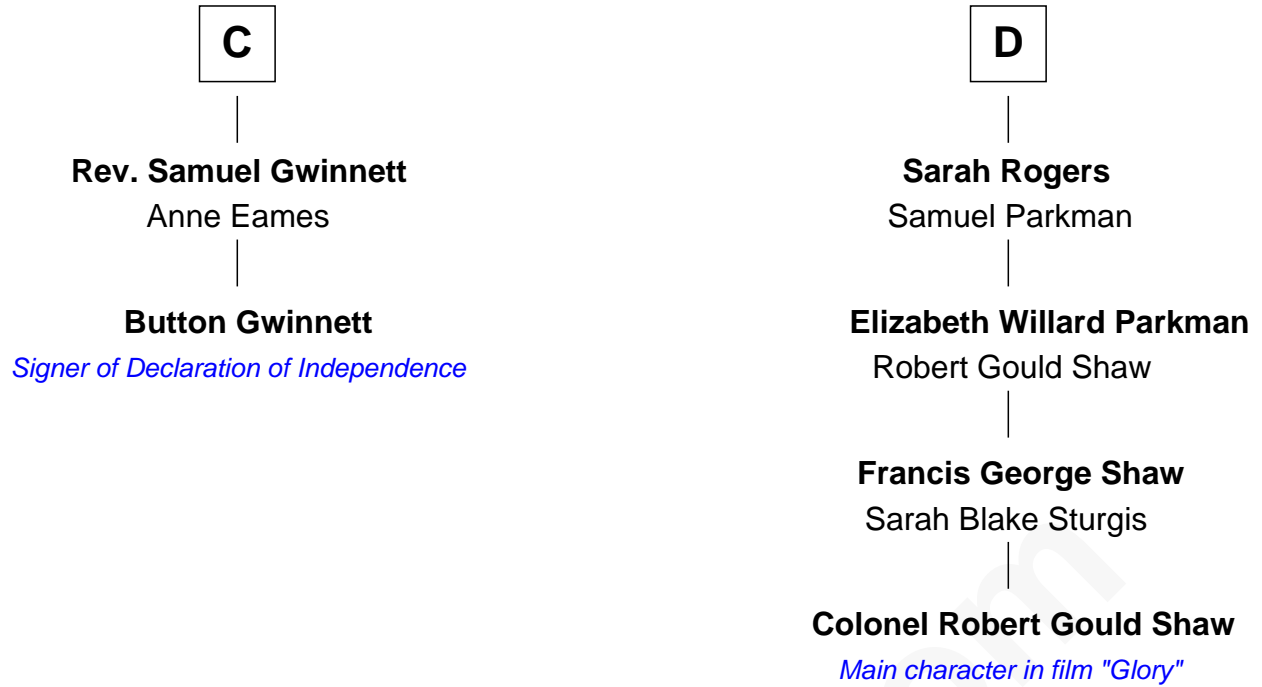 C
Rev. Samuel Gwinnett
Anne Eames
Button Gwinnett
Signer of Declaration of Independence
D
Sarah Rogers
Samuel Parkman
Elizabeth Willard Parkman
Robert Gould Shaw
Francis George Shaw
Sarah Blake Sturgis
Colonel Robert Gould Shaw
Main character in film "Glory"